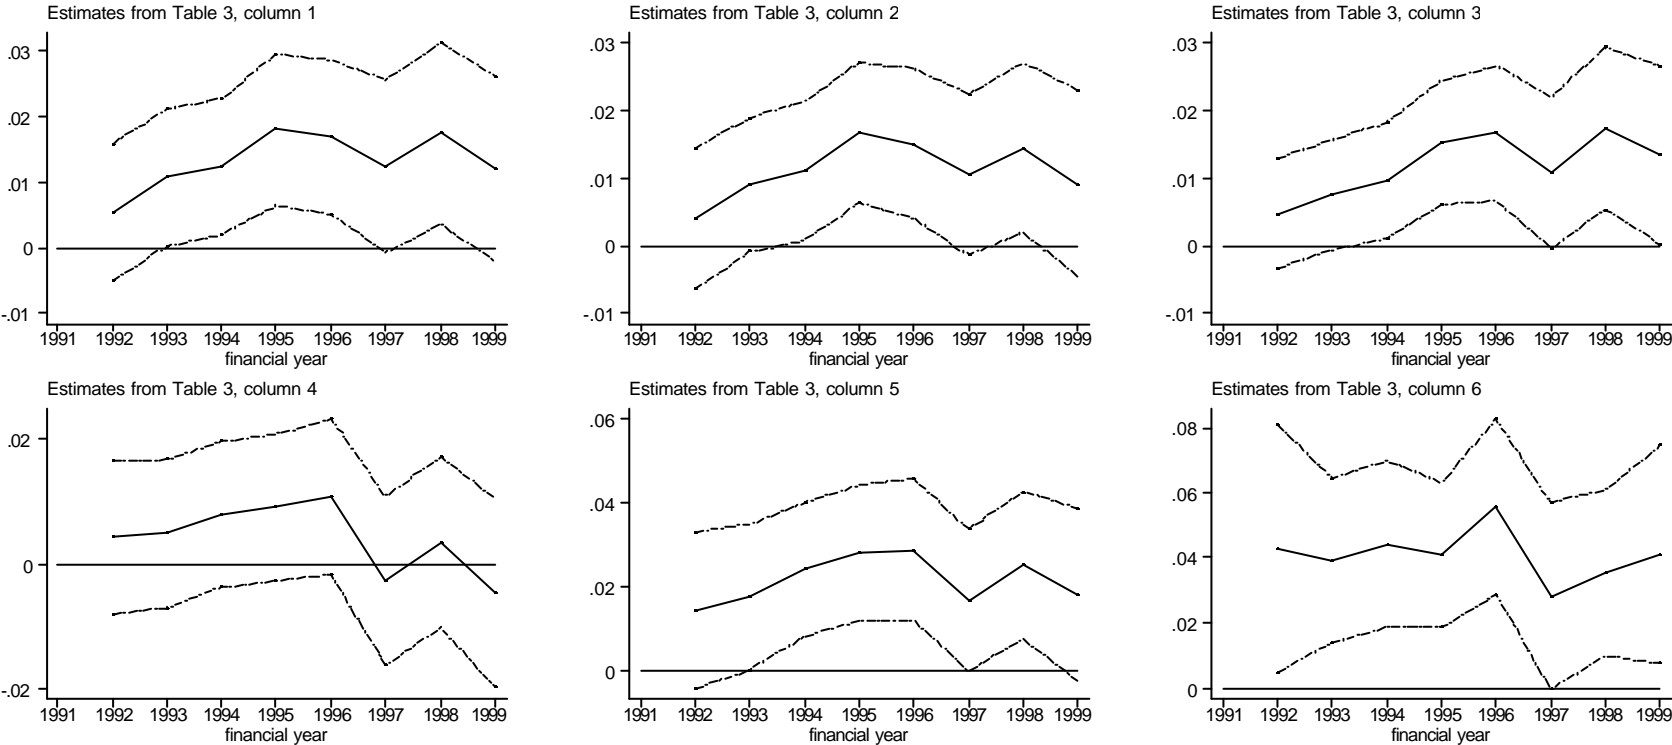 Estimates from Table 3, column 1
.03
.02
.01
0
-.01
1991 1992 1993 1994 1995 1996 1997 1998 1999
financial year
Estimates from Table 3, column 2
.03
.02
.01
0
-.01
1991 1992 1993 1994 1995 1996 1997 1998 1999
financial year
Estimates from Table 3, column 3
.03
.02
.01
0
-.01
1991 1992 1993 1994 1995 1996 1997 1998 1999
financial year
Estimates from Table 3, column 4
.02
0
-.02
1991 1992 1993 1994 1995 1996 1997 1998 1999
financial year
Estimates from Table 3, column 5
.06
.04
.02
0
1991 1992 1993 1994 1995 1996 1997 1998 1999
financial year
Estimates from Table 3, column 6
.08
.06
.04
.02
0
1991 1992 1993 1994 1995 1996 1997 1998 1999
financial year